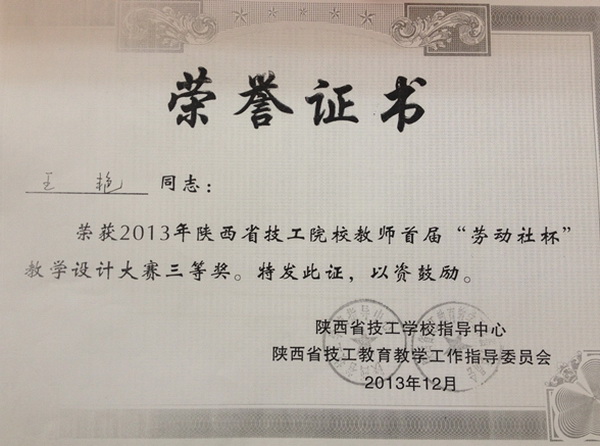 荣誉证书
王 艳 同志：
荣获2013年陕西省技工院校教师首届“劳动社杯”
教学设计大赛三等奖。特发此证，以资鼓励。
陕西省技工学校指导中心
陕西省技工教育教学工作指导委员会
2013年12月